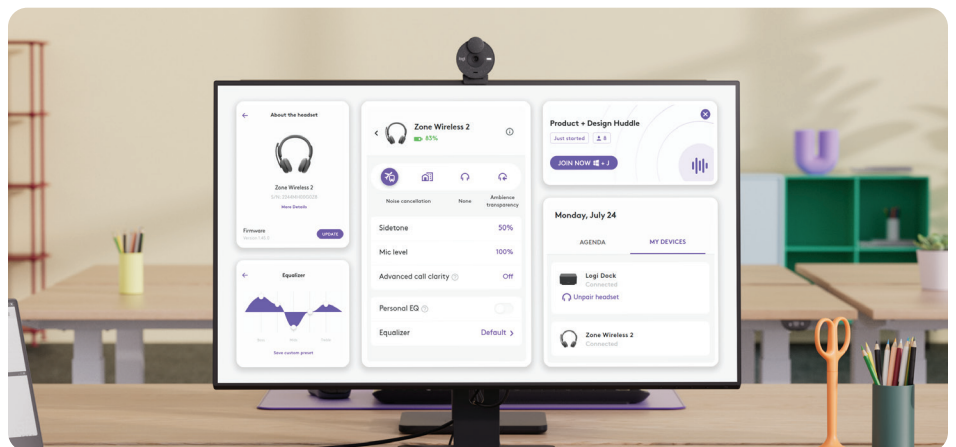 logi
About the headset
Zone Wireless 2
More Details
Firmware
UPDATE
Equalizer
Save custom preset
Zone Wireless 2
65%
Noise cancellation
None
Ambience
transparency
Sidetone
50%
Mic level
100%
Advanced call clarity
Off
Personal EQ
Equalizer
Default >
Product + Design Huddle
Just started
8
JOIN NOW + J
Monday, July 24
AGENDA
MY DEVICES
Logi Dock
Connected
Unpair headset
Zone Wireless 2
Connected